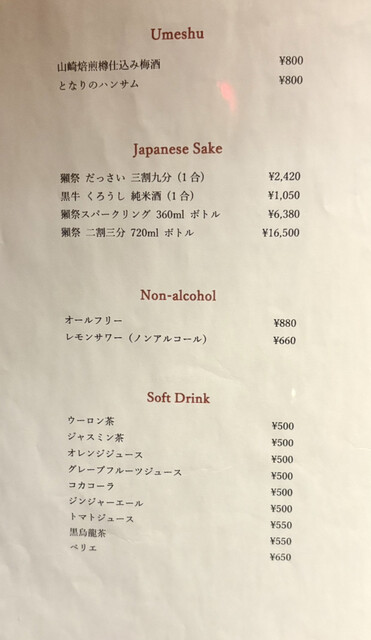 Umeshu
山崎焙煎樽仕込み梅酒 ¥800
となりのハンサム ¥800
Japanese Sake
獺祭 だっさい 三割九分（1合） ¥2,420
黒牛 くろうし 純米酒（1合） ¥1,050
獺祭スパークリング 360ml ボトル ¥6,380
獺祭 二割三分 720ml ボトル ¥16,500
Non-alcohol
オールフリー ¥880
レモンサワー（ノンアルコール） ¥660
Soft Drink
ウーロン茶 ¥500
ジャスミン茶 ¥500
オレンジジュース ¥500
グレープフルーツジュース ¥500
コカコーラ ¥500
ジンジャーエール ¥500
トマトジュース ¥550
黒烏龍茶 ¥550
ペリエ ¥650